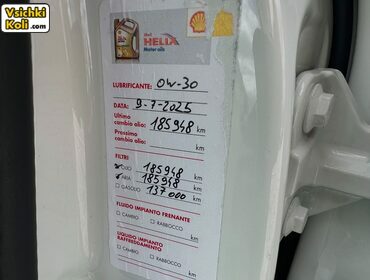 Vsichki
Koli.com
Shell
HELIX
Motor oils
LUBRIFICANTE: 0W-30
DATA: 9-7-2025
Ultimo
cambio olio: 185948 km
Prossimo
cambio olio: km
FILTRI
OLIO 185948 km
ARIA 185948 km
GASOLIO 137000 km
FLUIDO IMPIANTO FRENANTE
CAMBIO RABBOCCO
LIQUIDO IMPIANTO
RAFFREDDAMENTO
CAMBIO RABBOCCO